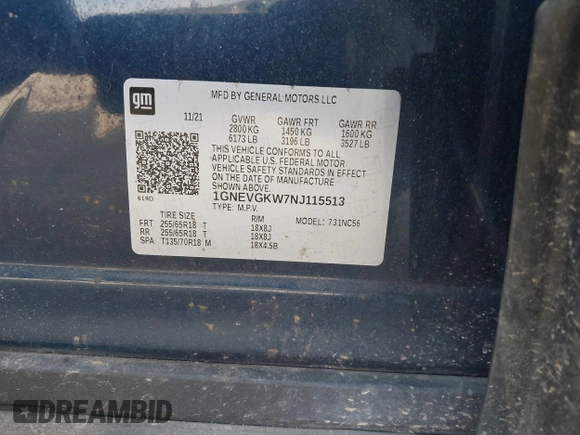 gm
MFD BY GENERAL MOTORS LLC
11/21 GVWR GAWR FRT GAWR RR
2800 KG 1450 KG 1600 KG
6173 LB 3196 LB 3527 LB
THIS VEHICLE CONFORMS TO ALL
APPLICABLE U.S. FEDERAL MOTOR
VEHICLE SAFETY STANDARDS IN EFFECT
ON THE DATE OF MANUFACTURE
SHOWN ABOVE.
619D 1GNEVGKW7NJ115513
TYPE: M.P.V.
TIRE SIZE RIM MODEL: 731NC56
FRT 255/65R18 T 18X8J
RR 255/65R18 T 18X8J
SPA T135/70R18 M 18X4.5B
DREAMBID